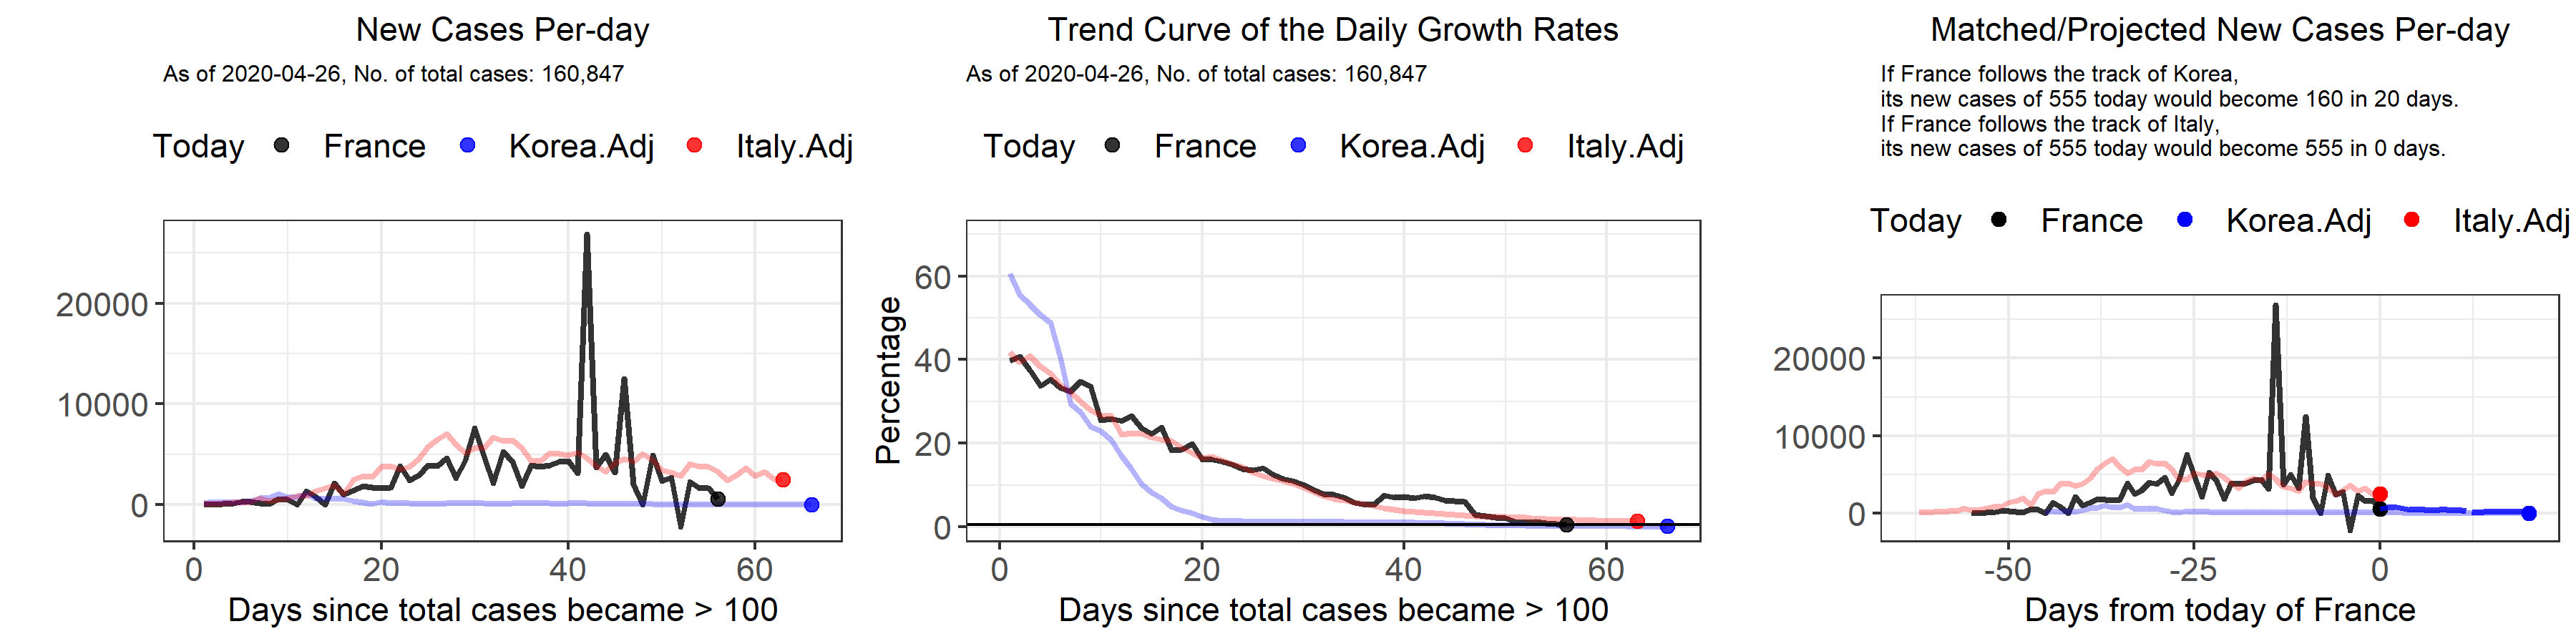 New Cases Per-day
As of 2020-04-26, No. of total cases: 160,847
Today France Korea.Adj Italy.Adj
20000
10000
0
0 20 40 60
Days since total cases became > 100
Trend Curve of the Daily Growth Rates
As of 2020-04-26, No. of total cases: 160,847
Today France Korea.Adj Italy.Adj
Percentage
60
40
20
0
0 20 40 60
Days since total cases became > 100
Matched/Projected New Cases Per-day
If France follows the track of Korea,
its new cases of 555 today would become 160 in 20 days.
If France follows the track of Italy,
its new cases of 555 today would become 555 in 0 days.
Today France Korea.Adj Italy.Adj
20000
10000
0
-50 -25 0
Days from today of France